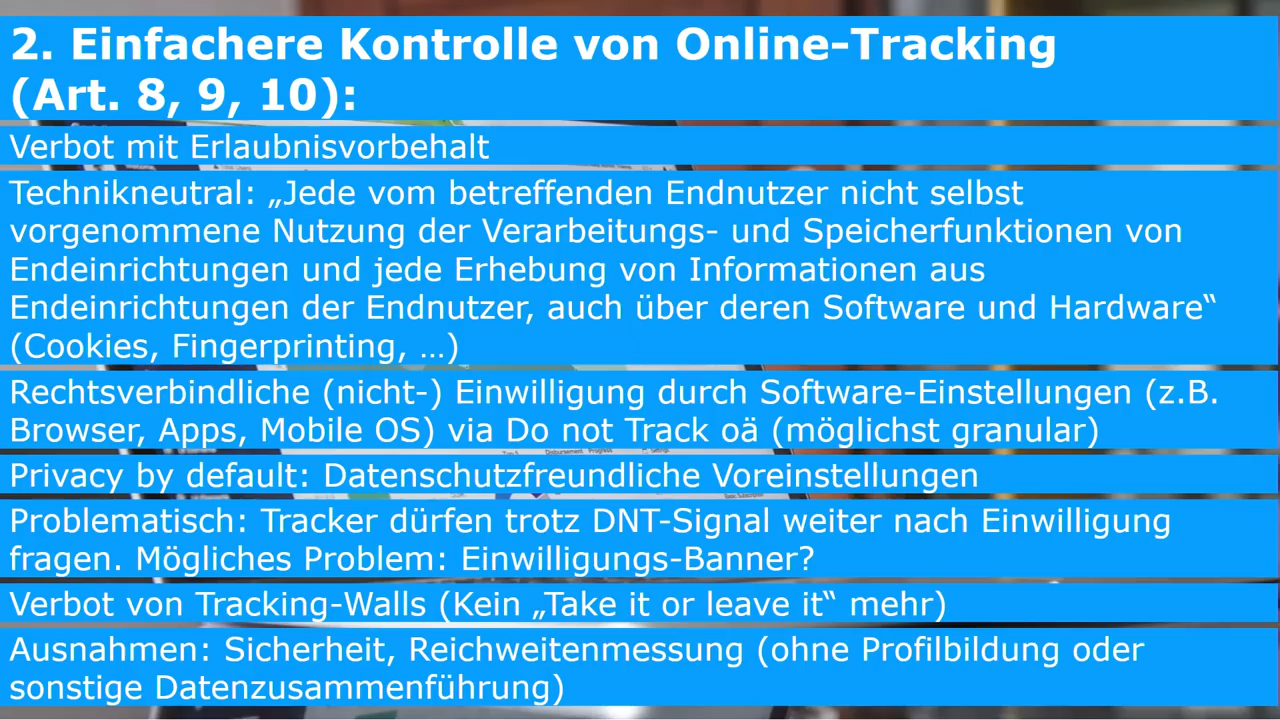 2. Einfachere Kontrolle von Online-Tracking
(Art. 8, 9, 10):
Verbot mit Erlaubnisvorbehalt
Technikneutral: „Jede vom betreffenden Endnutzer nicht selbst
vorgenommene Nutzung der Verarbeitungs- und Speicherfunktionen von
Endeinrichtungen und jede Erhebung von Informationen aus
Endeinrichtungen der Endnutzer, auch über deren Software und Hardware“
(Cookies, Fingerprinting, …)
Rechtsverbindliche (nicht-) Einwilligung durch Software-Einstellungen (z.B.
Browser, Apps, Mobile OS) via Do not Track oä (möglichst granular)
Disbursement Progress Settings
Privacy by default: Datenschutzfreundliche Voreinstellungen
Problematisch: Tracker dürfen trotz DNT-Signal weiter nach Einwilligung
fragen. Mögliches Problem: Einwilligungs-Banner?
Verbot von Tracking-Walls (Kein „Take it or leave it“ mehr)
Ausnahmen: Sicherheit, Reichweitenmessung (ohne Profilbildung oder
sonstige Datenzusammenführung)